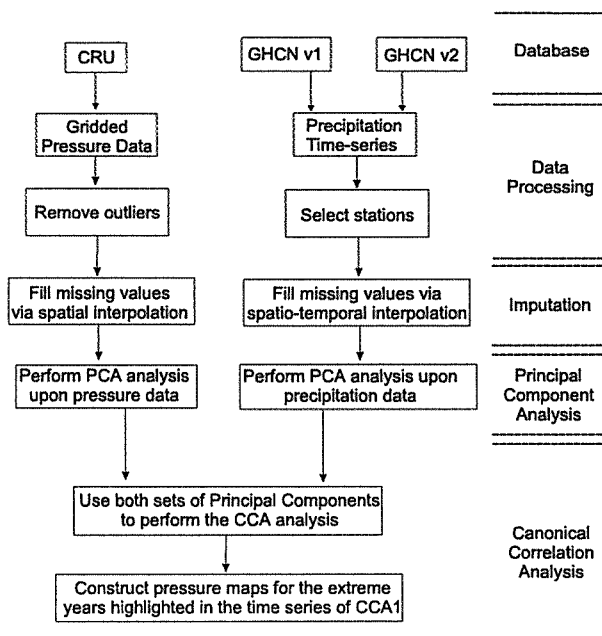 CRU
GHCN v1
GHCN v2
Database
Gridded
Pressure Data
Precipitation
Time-series
Data
Processing
Remove outliers
Select stations
Fill missing values
via spatial interpolation
Fill missing values via
spatio-temporal interpolation
Imputation
Perform PCA analysis
upon pressure data
Perform PCA analysis upon
precipitation data
Principal
Component
Analysis
Use both sets of Principal Components
to perform the CCA analysis
Canonical
Correlation
Analysis
Construct pressure maps for the extreme
years highlighted in the time series of CCA1